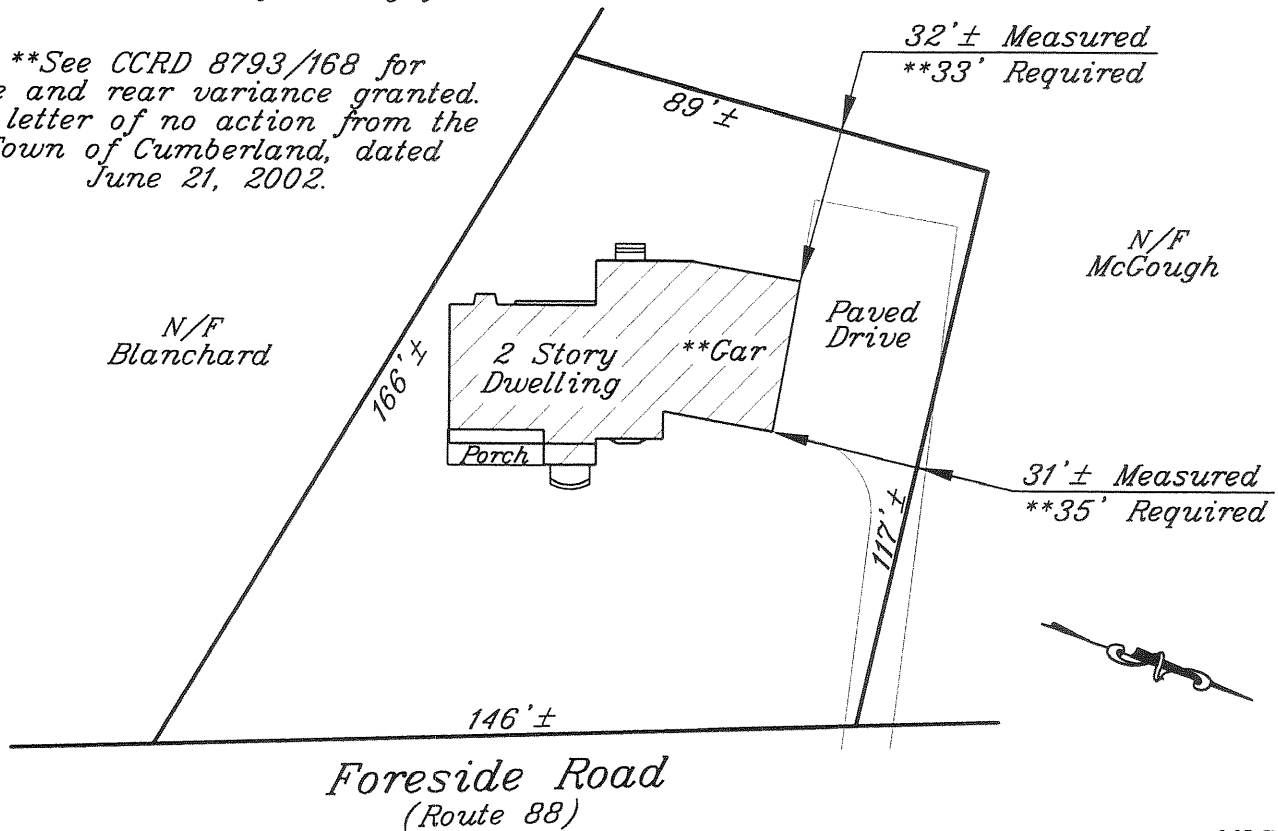 **See CCRD 8793/168 for
and rear variance granted.
letter of no action from the
Town of Cumberland, dated
June 21, 2002.
32'± Measured
**33' Required
89'±
N/F
McGough
N/F
Blanchard
166'±
2 Story
Dwelling
**Gar
Paved
Drive
Porch
31'± Measured
**35' Required
117'±
146'±
Foreside Road
(Route 88)